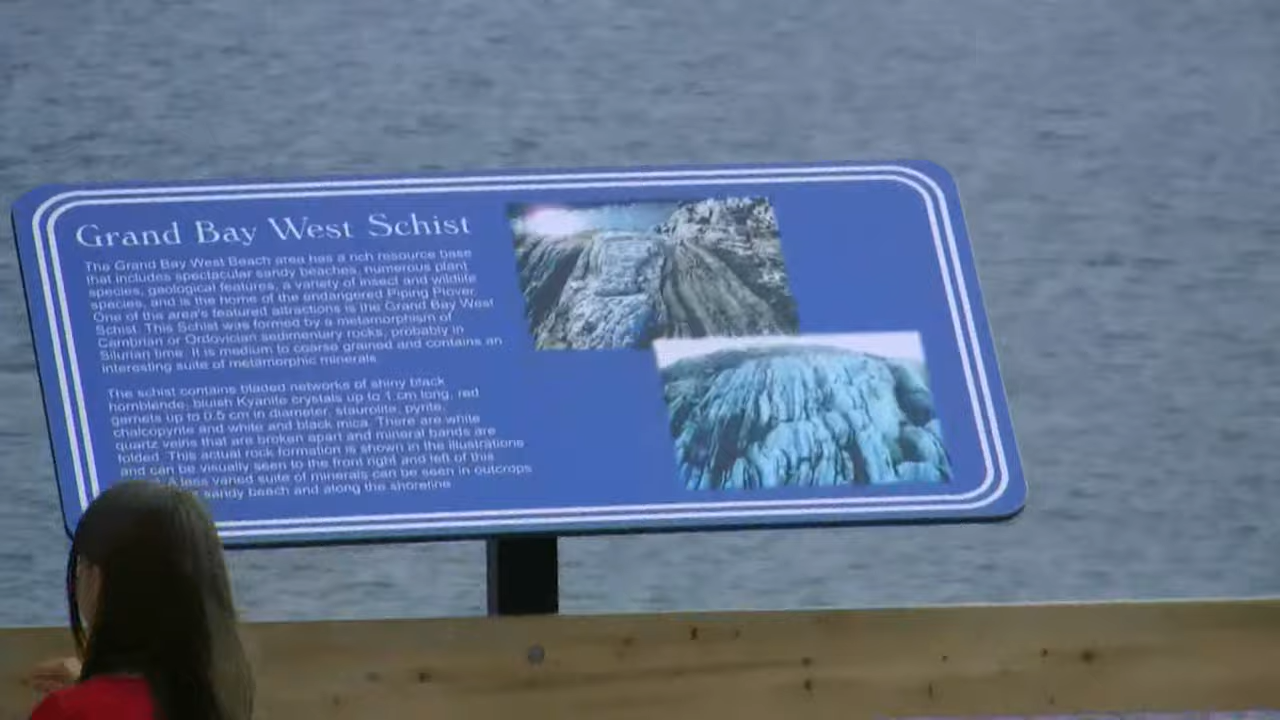 Grand Bay West Schist
The Grand Bay West Beach area has a rich resource base
that includes spectacular sandy beaches, numerous plant
species, geological features, a variety of insect and wildlife
species, and is the home of the endangered Piping Plover.
One of the area's featured attractions is the Grand Bay West
Schist. This Schist was formed by a metamorphism of
Cambrian or Ordovician sedimentary rocks, probably in
Silurian time. It is medium to coarse grained and contains an
interesting suite of metamorphic minerals.
The schist contains bladed networks of shiny black
hornblende, bluish Kyanite crystals up to 1 cm long, red
garnets up to 0.5 cm in diameter, staurolite, pyrite,
chalcopyrite and white and black mica. There are white
quartz veins that are broken apart and mineral bands are
folded. This actual rock formation is shown in the illustrations
and can be visually seen to the front right and left of this
A less varied suite of minerals can be seen in outcrops
sandy beach and along the shoreline